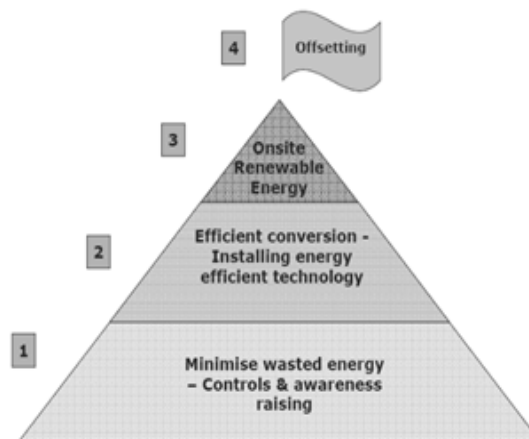 4
Offsetting
3
Onsite
Renewable
Energy
2
Efficient conversion -
Installing energy
efficient technology
1
Minimise wasted energy
– Controls & awareness
raising